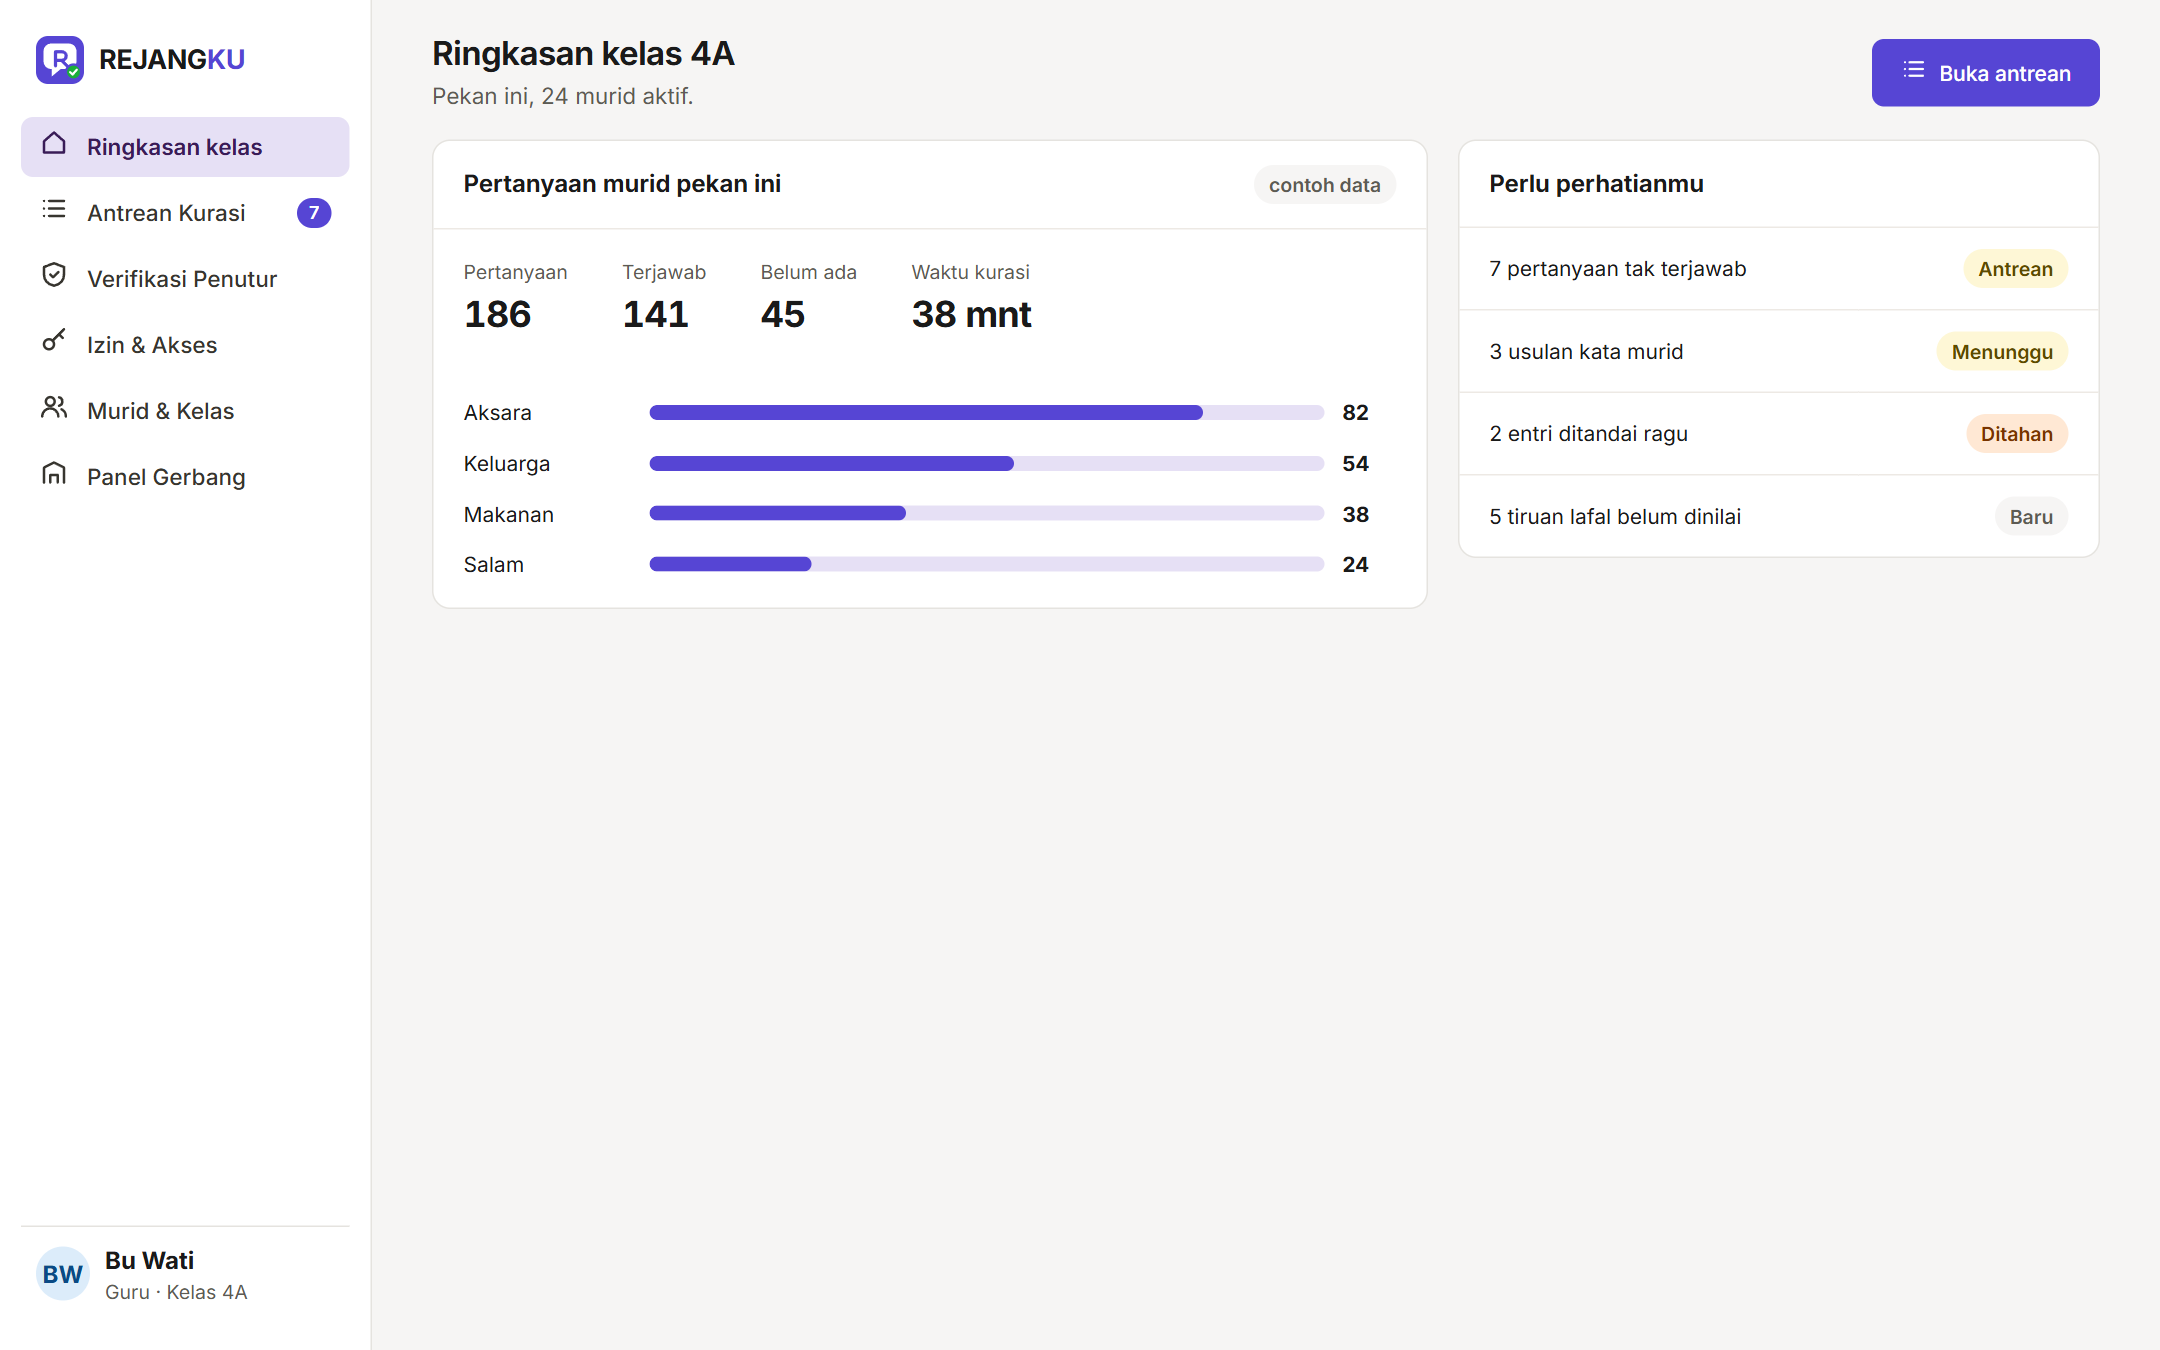 REJANGKU
Ringkasan kelas
Antrean Kurasi 7
Verifikasi Penutur
Izin & Akses
Murid & Kelas
Panel Gerbang
BW
Bu Wati
Guru · Kelas 4A
Ringkasan kelas 4A
Pekan ini, 24 murid aktif.
Buka antrean
Pertanyaan murid pekan ini
contoh data
Pertanyaan Terjawab Belum ada Waktu kurasi
186 141 45 38 mnt
Aksara 82
Keluarga 54
Makanan 38
Salam 24
Perlu perhatianmu
7 pertanyaan tak terjawab Antrean
3 usulan kata murid Menunggu
2 entri ditandai ragu Ditahan
5 tiruan lafal belum dinilai Baru